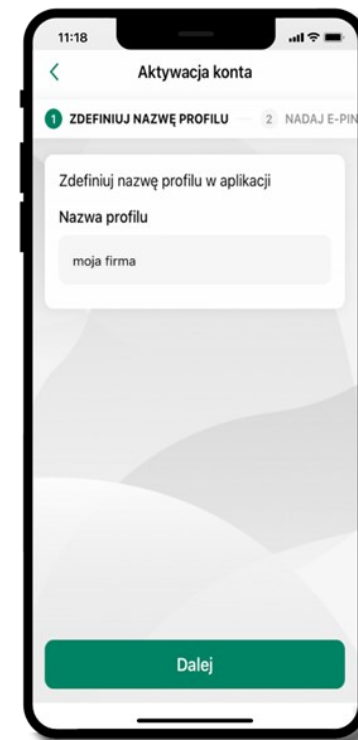 11:18
Aktywacja konta
1 ZDEFINIUJ NAZWĘ PROFILU 2 NADAJ E-PIN
Zdefiniuj nazwę profilu w aplikacji
Nazwa profilu
moja firma
Dalej